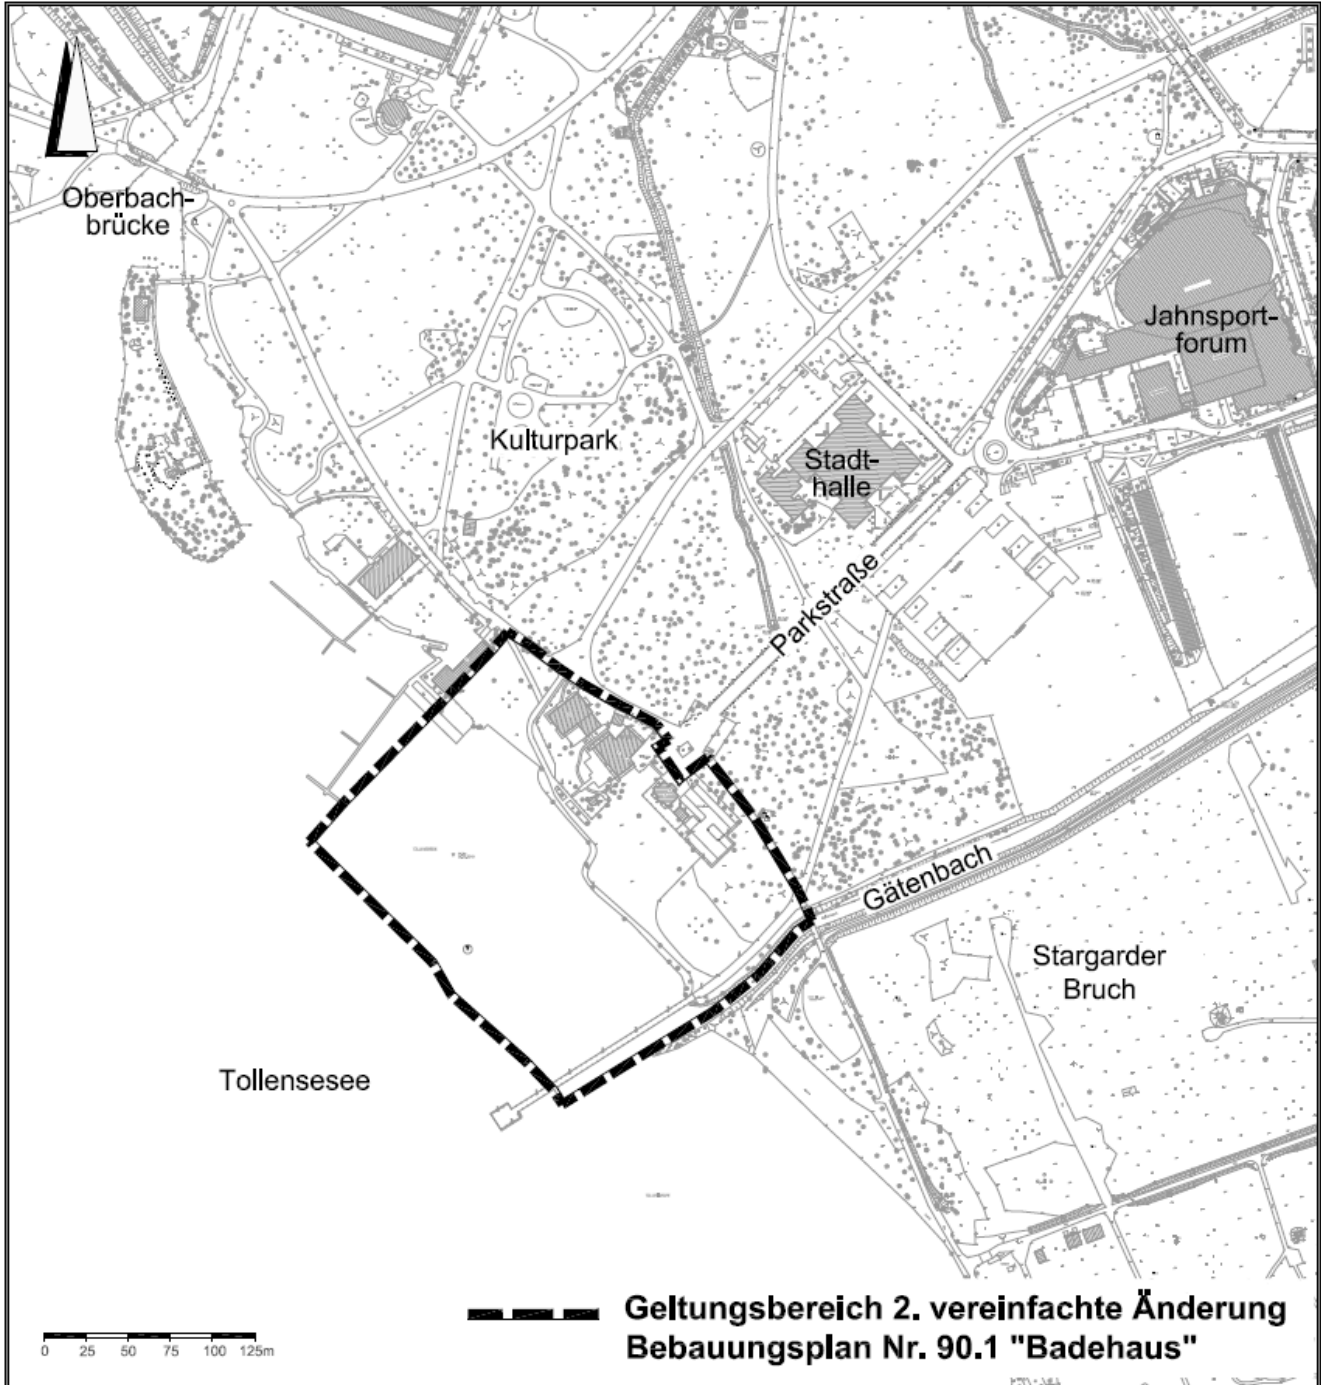 Oberbach-
brücke
Jahnsport-
forum
Kulturpark
Stadt-
halle
Parkstraße
Gätenbach
Stargarder
Bruch
Tollensesee
Geltungsbereich 2. vereinfachte Änderung
Bebauungsplan Nr. 90.1 "Badehaus"
0 25 50 75 100 125m